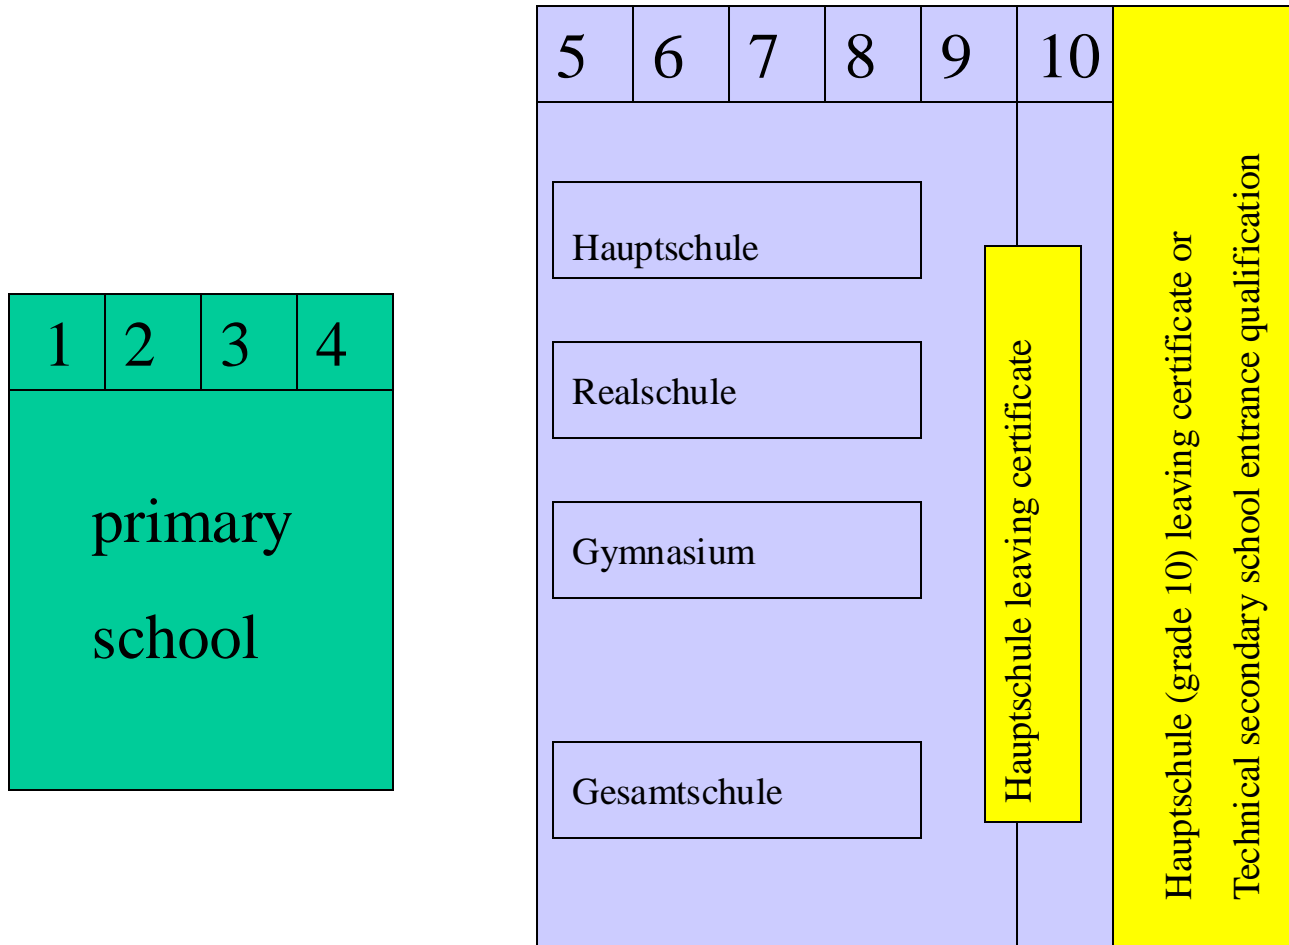 1 2 3 4
primary
school
5 6 7 8 9 10
Hauptschule
Realschule
Gymnasium
Gesamtschule
Hauptschule leaving certificate
Hauptschule (grade 10) leaving certificate or
Technical secondary school entrance qualification